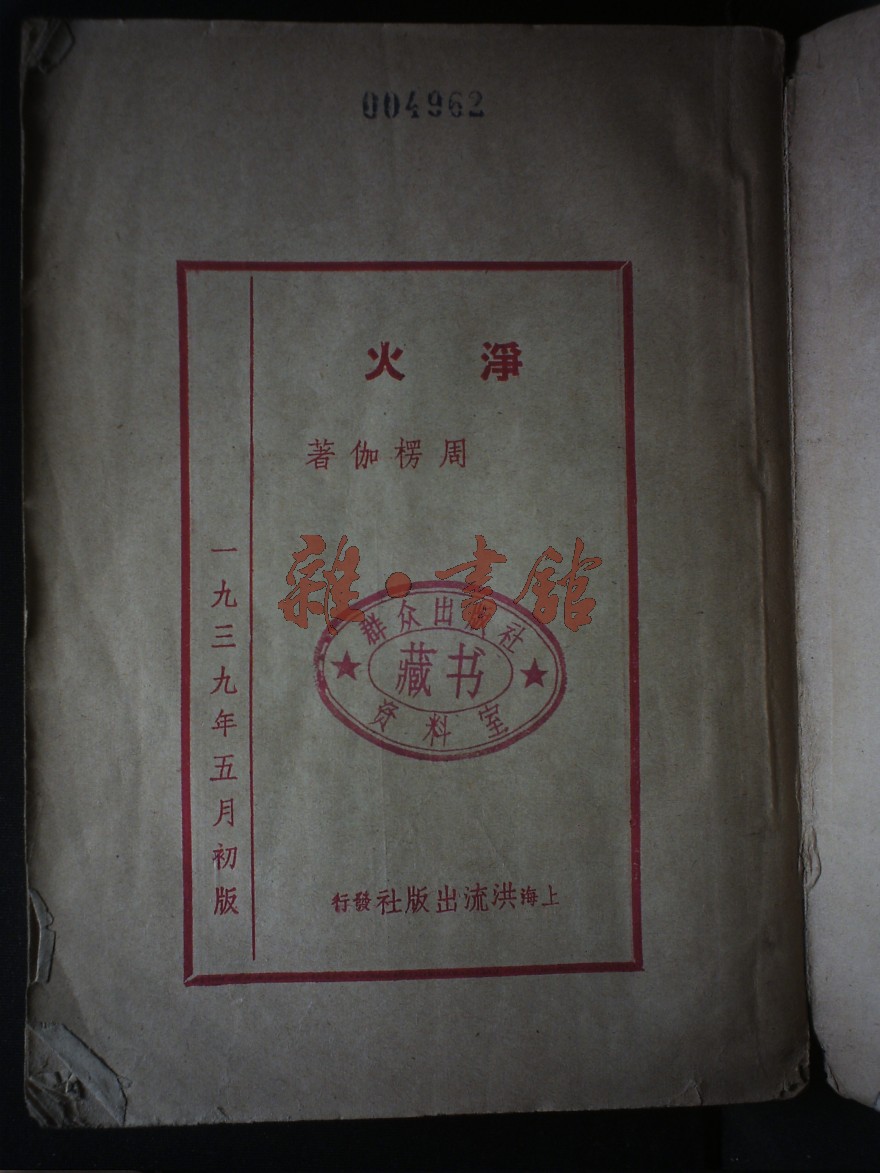 004962
淨火
周楞伽著
一九三九年五月初版
雜·書館
群众出版社
藏书
资料室
上海洪流出版社發行